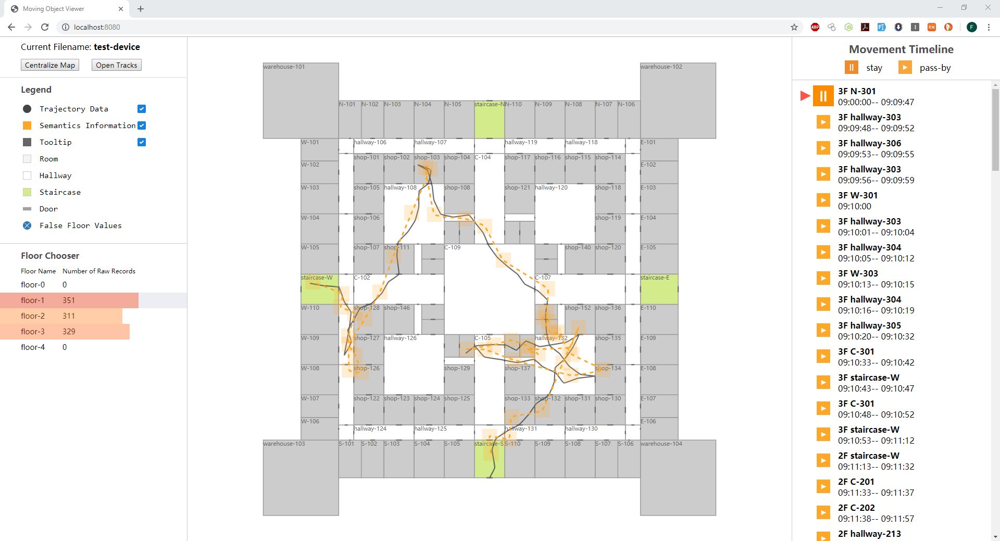 Moving Object Viewer
localhost:8080
ABP
F
Current Filename: test-device
Centralize Map
Open Tracks
Legend
Trajectory Data
Semantics Information
Tooltip
Room
Hallway
Staircase
Door
False Floor Values
Floor Chooser
Floor Name Number of Raw Records
floor-0 0
floor-1 351
floor-2 311
floor-3 329
floor-4 0
warehouse-101 warehouse-102
N-101 N-102 N-103 N-104 N-105 staircase-N N-110 N-109 N-108 N-107 N-106
W-101 hallway-106 hallway-107 hallway-119 hallway-118 E-101
shop-101 shop-102 shop-103 shop-104 C-104 shop-117 shop-116 shop-115 shop-114
W-102 E-102
W-103 shop-105 hallway-108 shop-108 shop-121 hallway-120 shop-118 E-103
W-104 shop-106 shop-119 E-104
W-105 shop-107 shop-111 C-109 shop-140 shop-120 E-105
staircase-W C-102 C-107 staircase-E
W-110 shop-128 shop-146 shop-152 shop-136 E-110
W-109 shop-127 hallway-126 C-105 hallway-132 shop-135 E-109
W-108 shop-126 shop-129 shop-137 shop-134 E-108
W-107 shop-122 shop-123 shop-124 shop-125 shop-133 shop-132 shop-131 shop-130 E-107
W-106 E-106
hallway-124 hallway-125 hallway-131 hallway-130
warehouse-103 S-101 S-102 S-103 S-104 S-105 staircase-S S-110 S-109 S-108 S-107 S-106 warehouse-104
Movement Timeline
stay pass-by
3F N-301
09:00:00-- 09:09:47
3F hallway-303
09:09:48-- 09:09:52
3F hallway-306
09:09:53-- 09:09:55
3F hallway-303
09:09:56-- 09:09:59
3F W-301
09:10:00
3F hallway-303
09:10:01-- 09:10:04
3F hallway-304
09:10:05-- 09:10:12
3F W-303
09:10:13-- 09:10:15
3F hallway-304
09:10:16-- 09:10:19
3F hallway-305
09:10:20-- 09:10:32
3F C-301
09:10:33-- 09:10:42
3F staircase-W
09:10:43-- 09:10:47
3F C-301
09:10:48-- 09:10:52
3F staircase-W
09:10:53-- 09:11:12
2F staircase-W
09:11:13-- 09:11:32
2F C-201
09:11:33-- 09:11:37
2F C-202
09:11:38-- 09:11:57
2F hallway-213